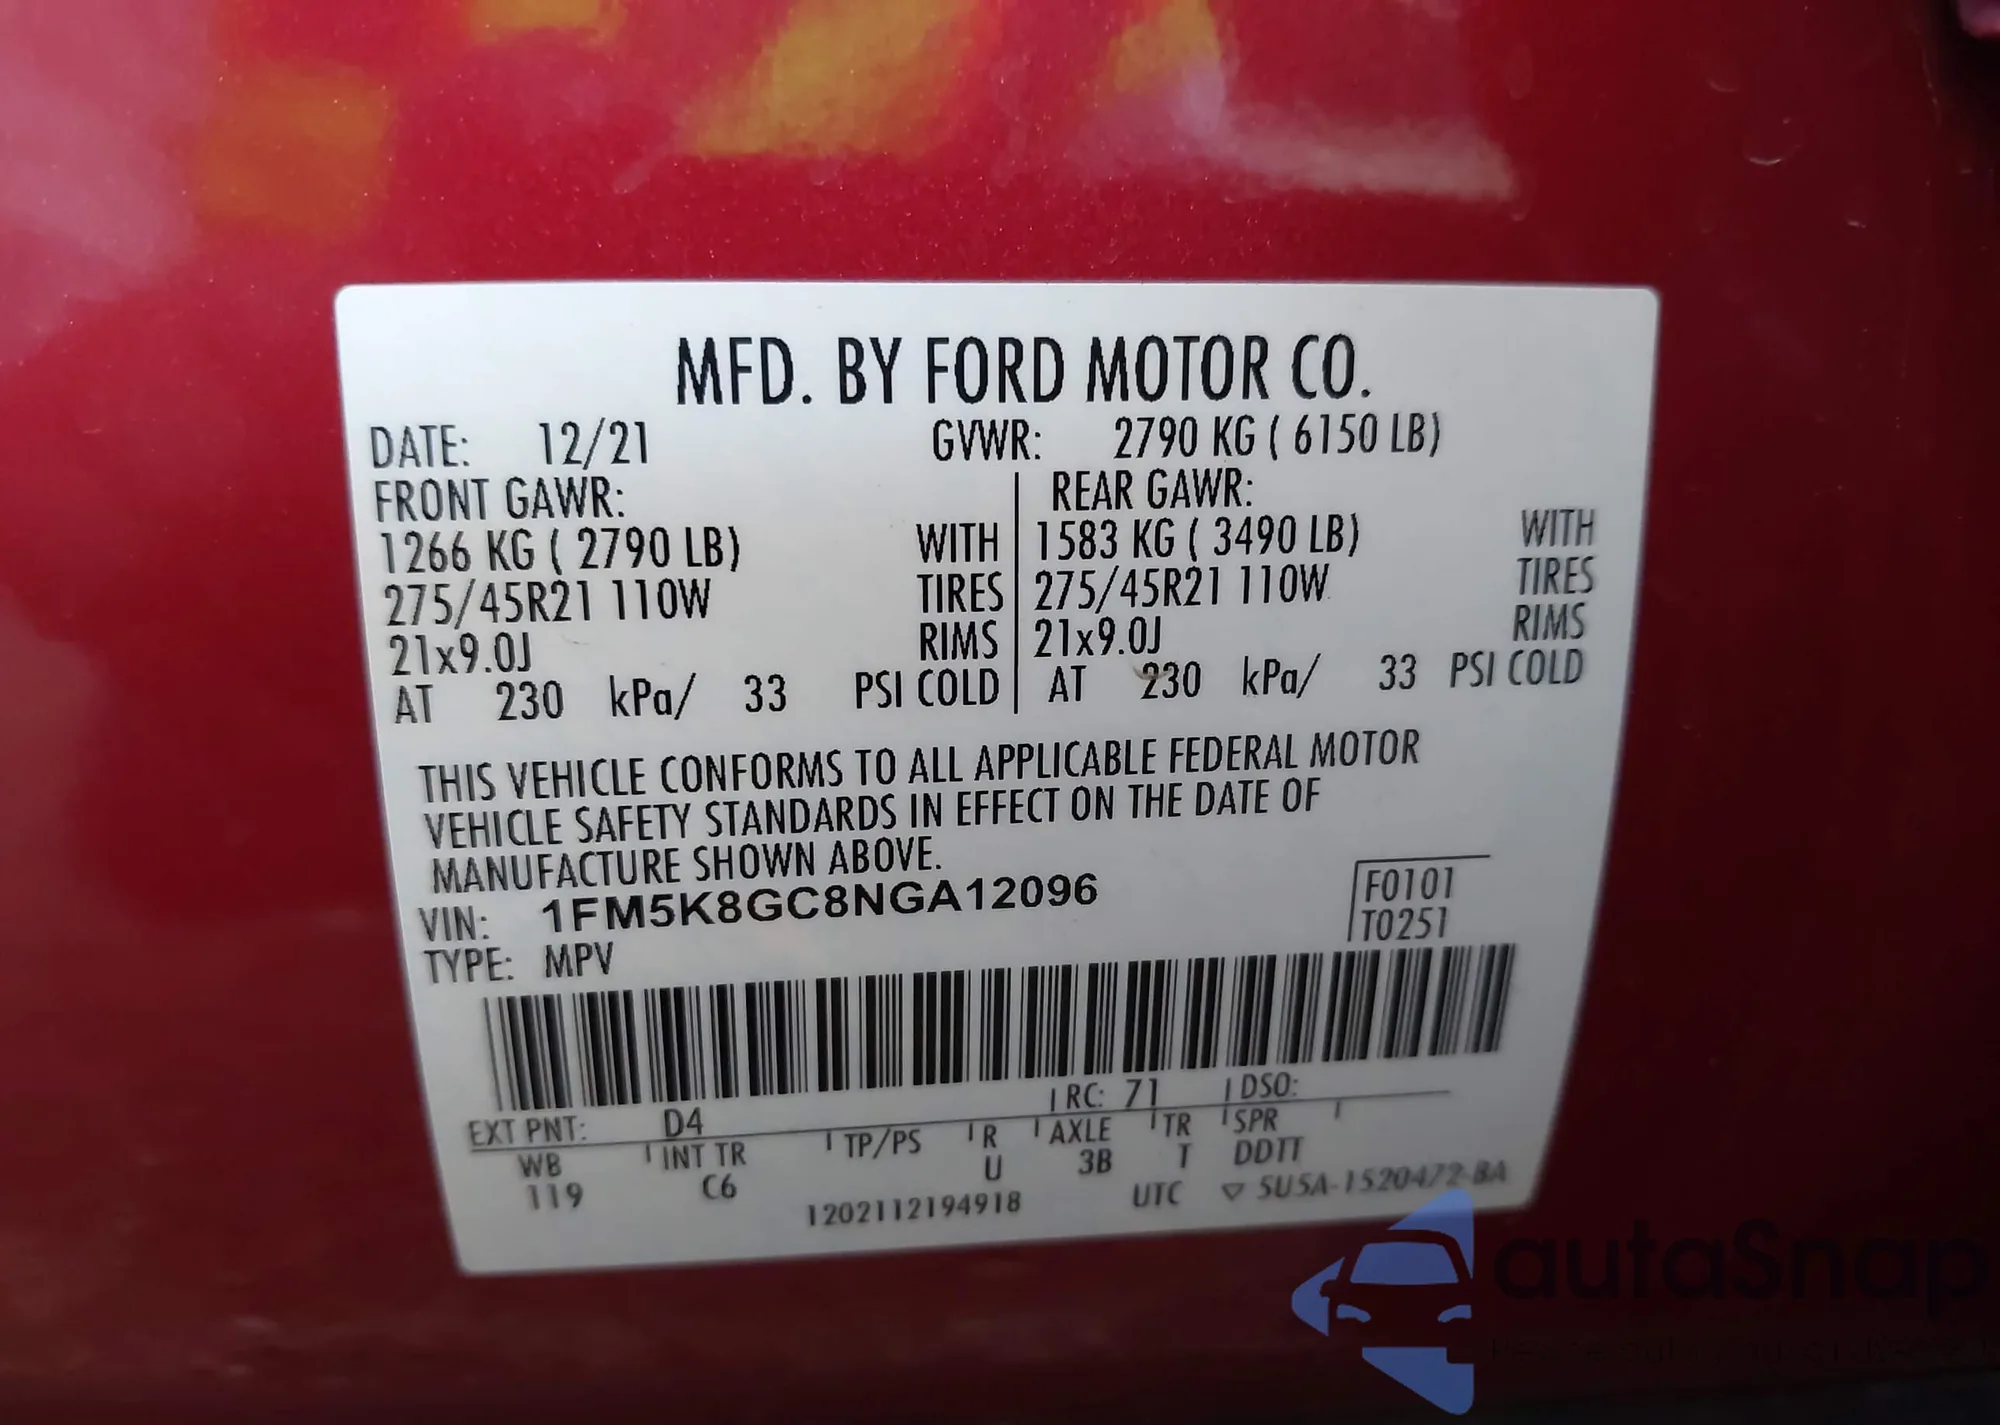 MFD. BY FORD MOTOR CO.
DATE: 12/21 GVWR: 2790 KG ( 6150 LB)
FRONT GAWR: REAR GAWR:
1266 KG ( 2790 LB) WITH 1583 KG ( 3490 LB) WITH
275/45R21 110W TIRES 275/45R21 110W TIRES
21x9.0J RIMS 21x9.0J RIMS
AT 230 kPa/ 33 PSI COLD AT 230 kPa/ 33 PSI COLD
THIS VEHICLE CONFORMS TO ALL APPLICABLE FEDERAL MOTOR
VEHICLE SAFETY STANDARDS IN EFFECT ON THE DATE OF
MANUFACTURE SHOWN ABOVE.
VIN: 1FM5K8GC8NGA12096 F0101
TYPE: MPV T0251
EXT PNT: D4 RC: 71 DSO:
WB INT TR TP/PS R AXLE TR SPR
119 C6 U 3B T DDTT
1202112194918 UTC ▽ 5U5A-1520472-BA
autoSnap